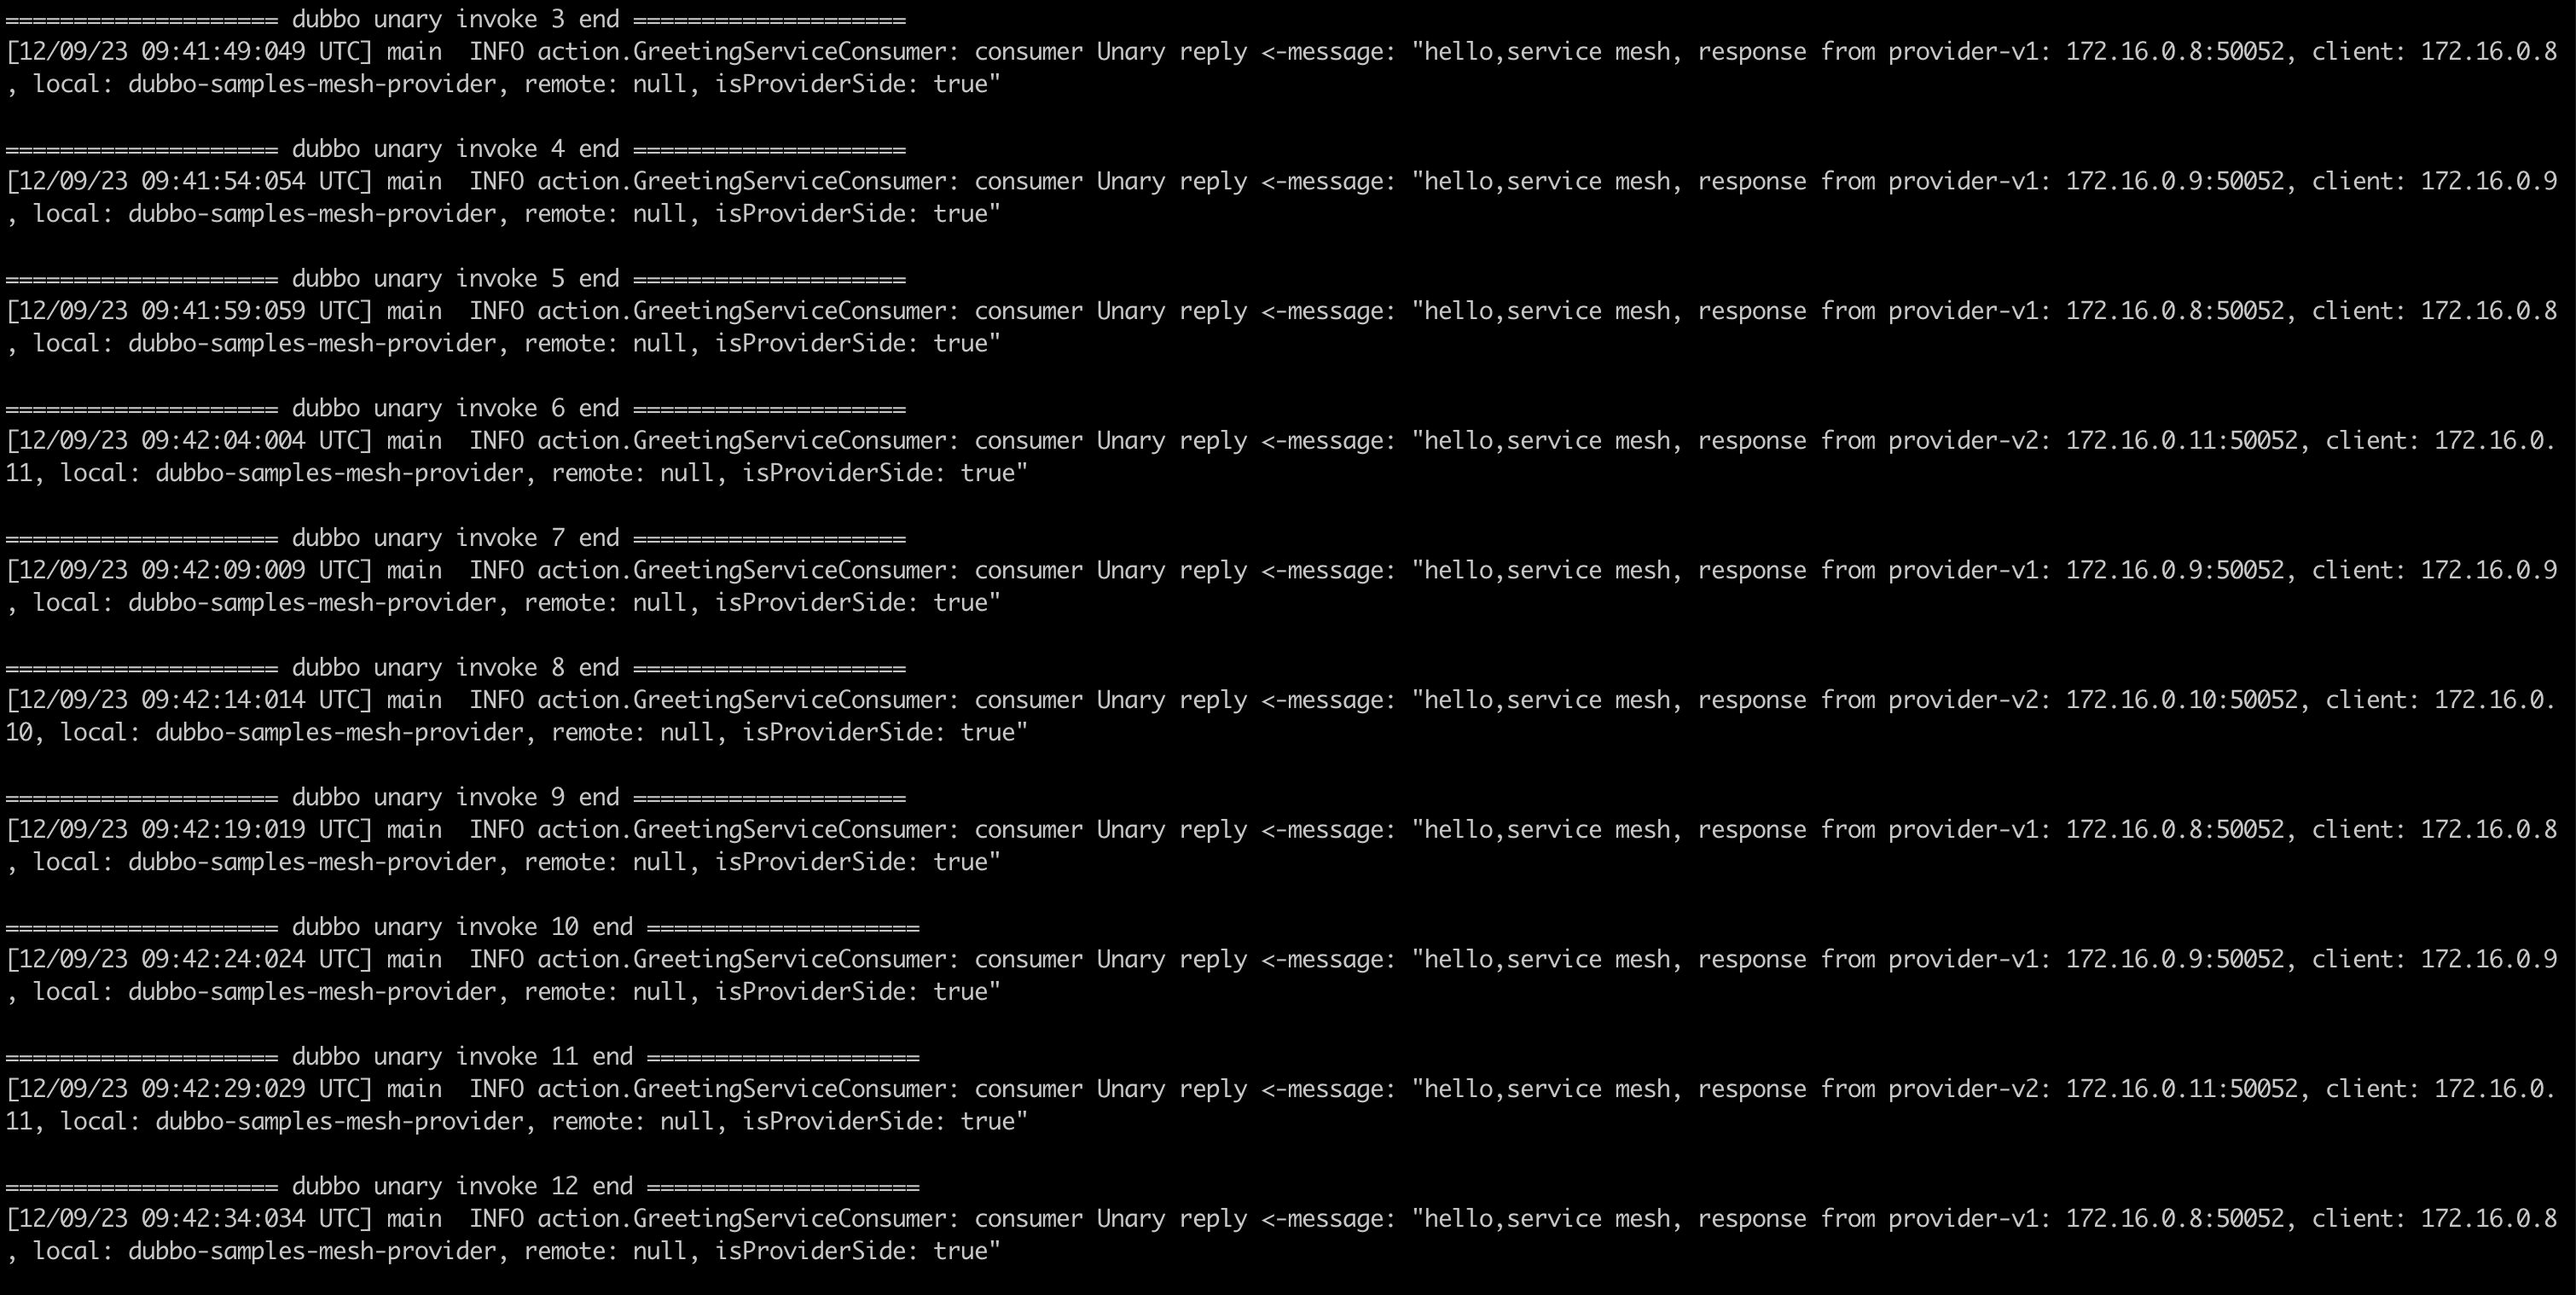 ==================== dubbo unary invoke 3 end ====================
[12/09/23 09:41:49:049 UTC] main  INFO action.GreetingServiceConsumer: consumer Unary reply <-message: "hello,service mesh, response from provider-v1: 172.16.0.8:50052, client: 172.16.0.8
, local: dubbo-samples-mesh-provider, remote: null, isProviderSide: true"
==================== dubbo unary invoke 4 end ====================
[12/09/23 09:41:54:054 UTC] main  INFO action.GreetingServiceConsumer: consumer Unary reply <-message: "hello,service mesh, response from provider-v1: 172.16.0.9:50052, client: 172.16.0.9
, local: dubbo-samples-mesh-provider, remote: null, isProviderSide: true"
==================== dubbo unary invoke 5 end ====================
[12/09/23 09:41:59:059 UTC] main  INFO action.GreetingServiceConsumer: consumer Unary reply <-message: "hello,service mesh, response from provider-v1: 172.16.0.8:50052, client: 172.16.0.8
, local: dubbo-samples-mesh-provider, remote: null, isProviderSide: true"
==================== dubbo unary invoke 6 end ====================
[12/09/23 09:42:04:004 UTC] main  INFO action.GreetingServiceConsumer: consumer Unary reply <-message: "hello,service mesh, response from provider-v2: 172.16.0.11:50052, client: 172.16.0.
11, local: dubbo-samples-mesh-provider, remote: null, isProviderSide: true"
==================== dubbo unary invoke 7 end ====================
[12/09/23 09:42:09:009 UTC] main  INFO action.GreetingServiceConsumer: consumer Unary reply <-message: "hello,service mesh, response from provider-v1: 172.16.0.9:50052, client: 172.16.0.9
, local: dubbo-samples-mesh-provider, remote: null, isProviderSide: true"
==================== dubbo unary invoke 8 end ====================
[12/09/23 09:42:14:014 UTC] main  INFO action.GreetingServiceConsumer: consumer Unary reply <-message: "hello,service mesh, response from provider-v2: 172.16.0.10:50052, client: 172.16.0.
10, local: dubbo-samples-mesh-provider, remote: null, isProviderSide: true"
==================== dubbo unary invoke 9 end ====================
[12/09/23 09:42:19:019 UTC] main  INFO action.GreetingServiceConsumer: consumer Unary reply <-message: "hello,service mesh, response from provider-v1: 172.16.0.8:50052, client: 172.16.0.8
, local: dubbo-samples-mesh-provider, remote: null, isProviderSide: true"
==================== dubbo unary invoke 10 end ====================
[12/09/23 09:42:24:024 UTC] main  INFO action.GreetingServiceConsumer: consumer Unary reply <-message: "hello,service mesh, response from provider-v1: 172.16.0.9:50052, client: 172.16.0.9
, local: dubbo-samples-mesh-provider, remote: null, isProviderSide: true"
==================== dubbo unary invoke 11 end ====================
[12/09/23 09:42:29:029 UTC] main  INFO action.GreetingServiceConsumer: consumer Unary reply <-message: "hello,service mesh, response from provider-v2: 172.16.0.11:50052, client: 172.16.0.
11, local: dubbo-samples-mesh-provider, remote: null, isProviderSide: true"
==================== dubbo unary invoke 12 end ====================
[12/09/23 09:42:34:034 UTC] main  INFO action.GreetingServiceConsumer: consumer Unary reply <-message: "hello,service mesh, response from provider-v1: 172.16.0.8:50052, client: 172.16.0.8
, local: dubbo-samples-mesh-provider, remote: null, isProviderSide: true"